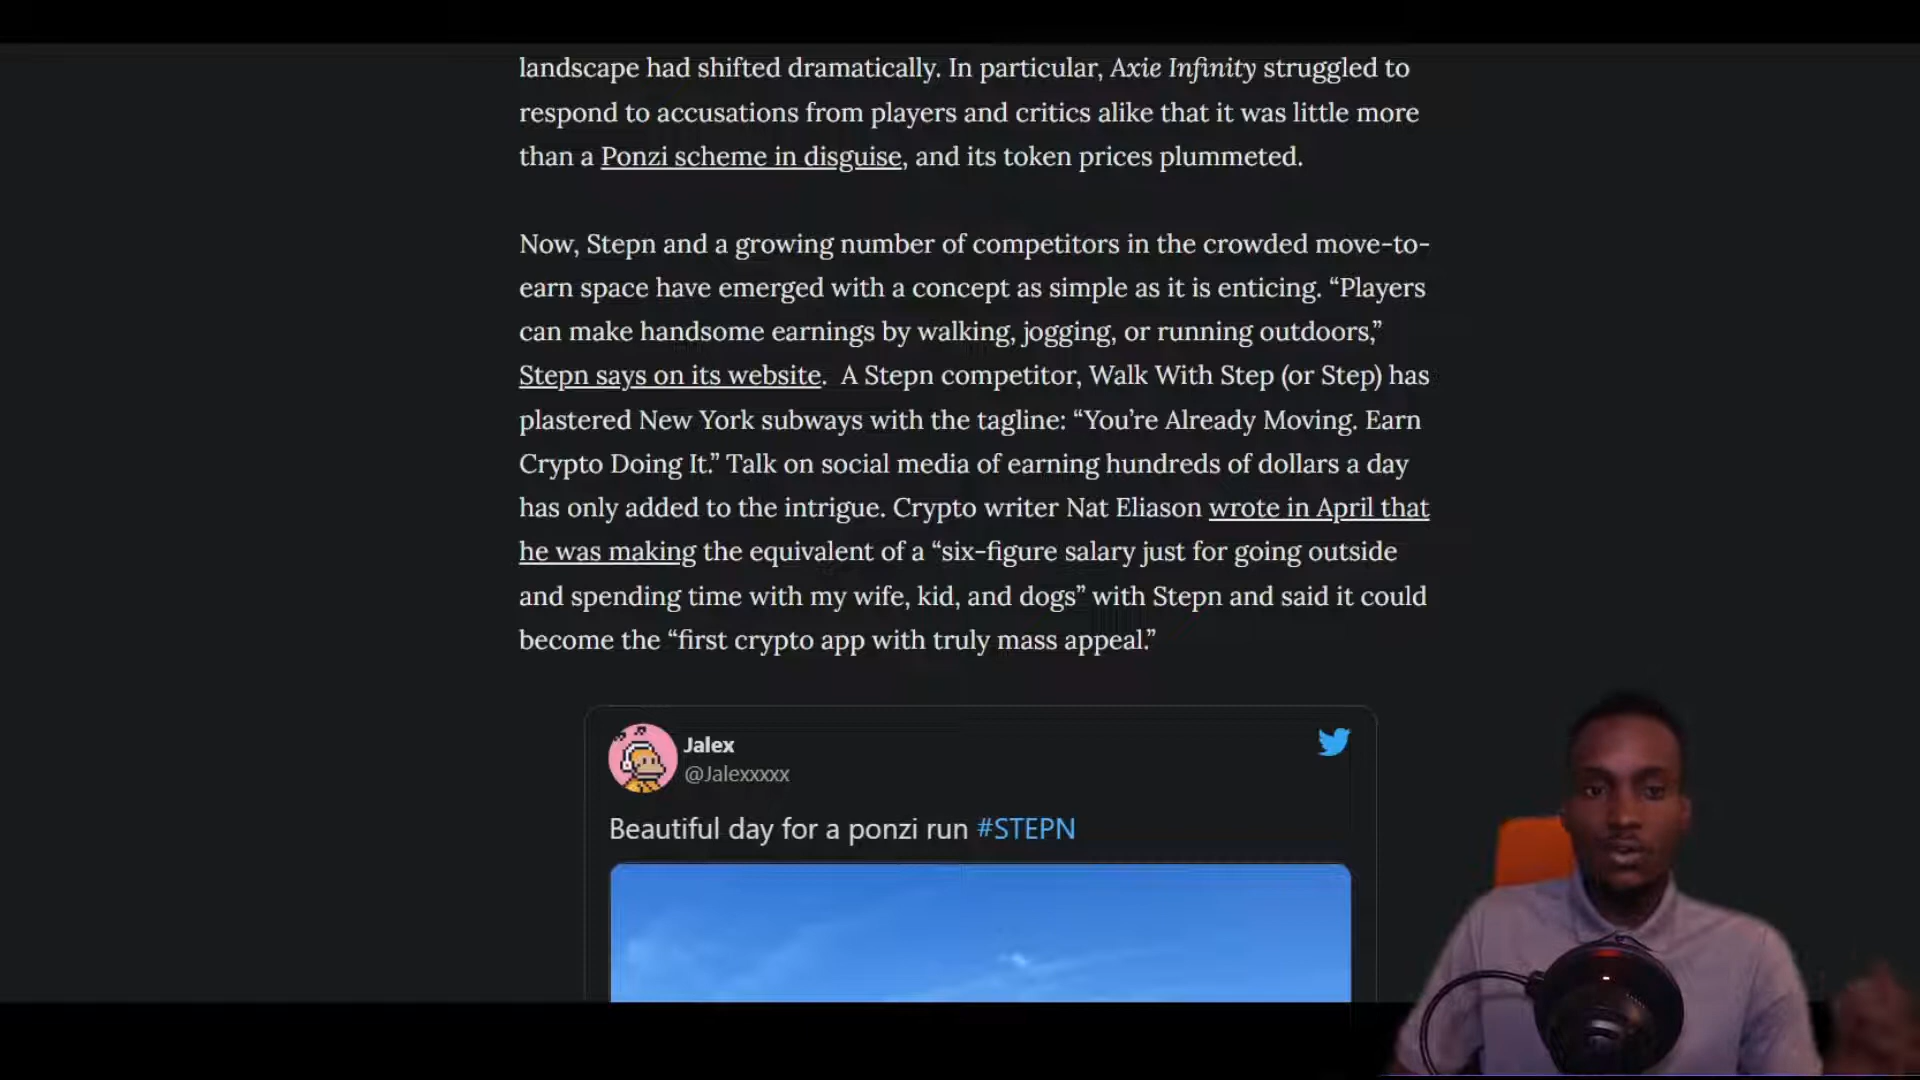 landscape had shifted dramatically. In particular, Axie Infinity struggled to
respond to accusations from players and critics alike that it was little more
than a Ponzi scheme in disguise, and its token prices plummeted.
Now, Stepn and a growing number of competitors in the crowded move-to-
earn space have emerged with a concept as simple as it is enticing. “Players
can make handsome earnings by walking, jogging, or running outdoors,”
Stepn says on its website.  A Stepn competitor, Walk With Step (or Step) has
plastered New York subways with the tagline: “You’re Already Moving. Earn
Crypto Doing It.” Talk on social media of earning hundreds of dollars a day
has only added to the intrigue. Crypto writer Nat Eliason wrote in April that
he was making the equivalent of a “six-figure salary just for going outside
and spending time with my wife, kid, and dogs” with Stepn and said it could
become the “first crypto app with truly mass appeal.”
Jalex
@Jalexxxxx
Beautiful day for a ponzi run #STEPN